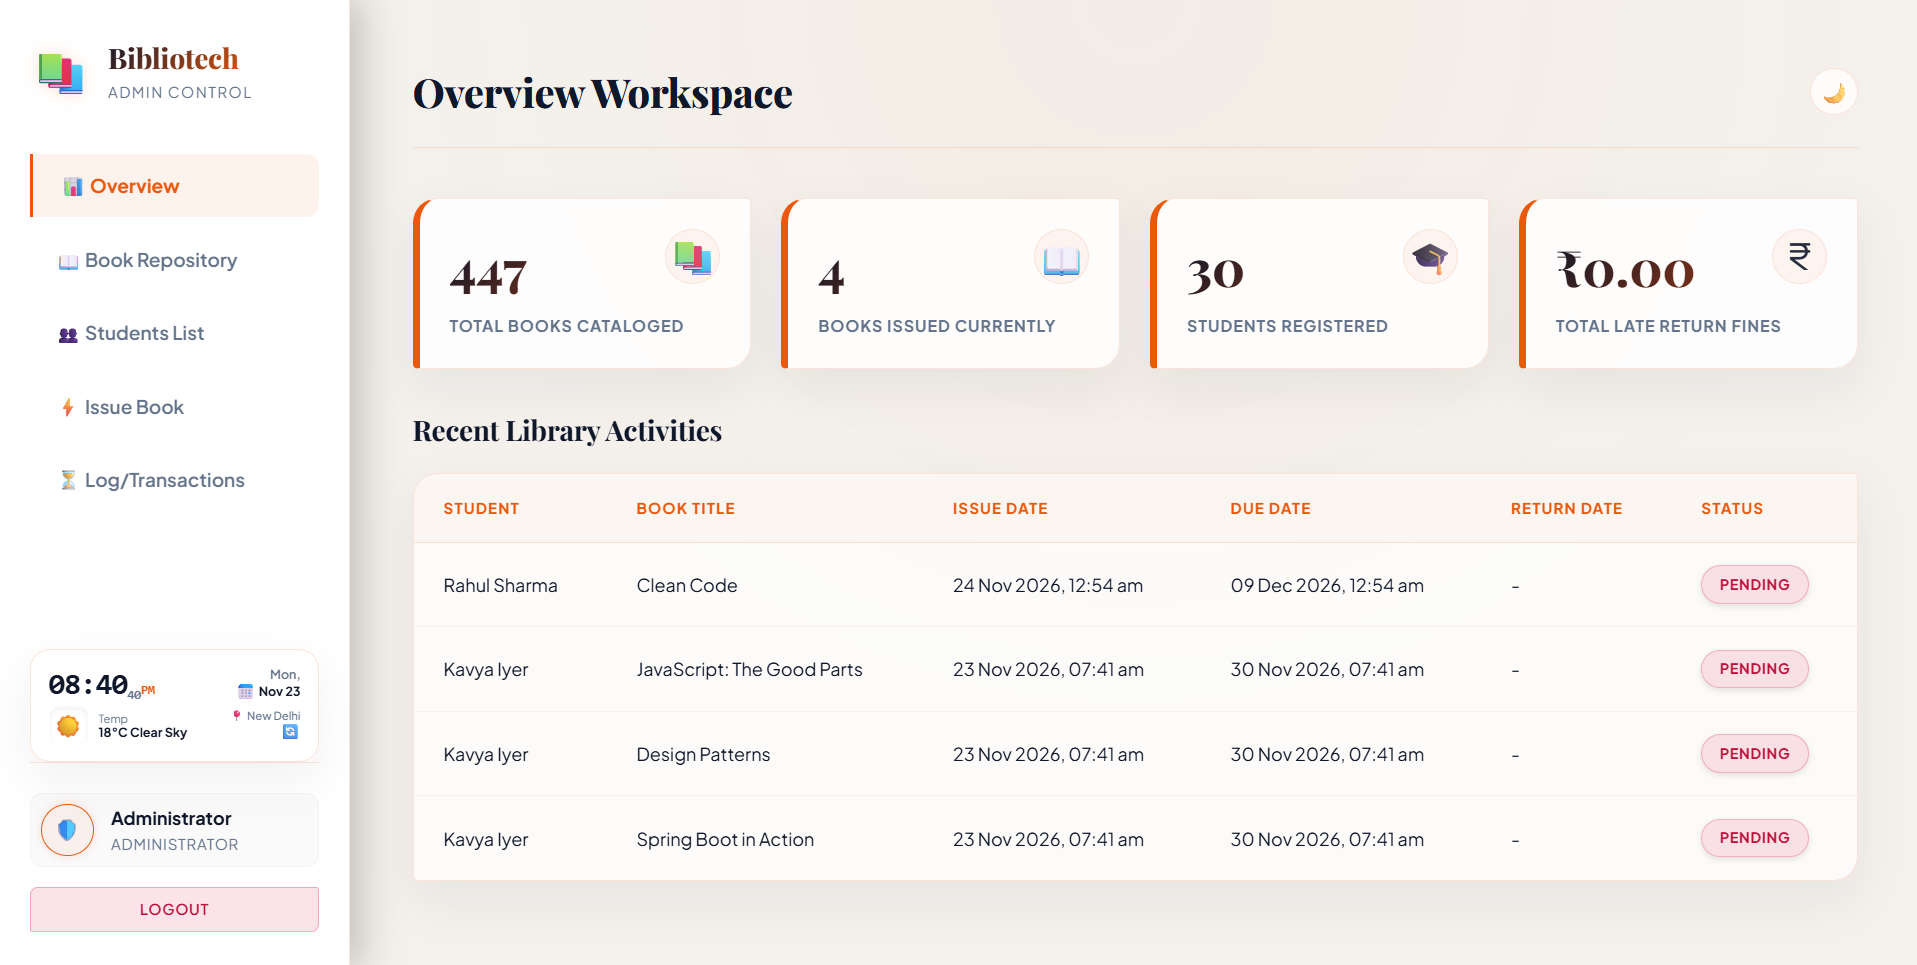 Bibliotech
ADMIN CONTROL
Overview
Book Repository
Students List
Issue Book
Log/Transactions
08:40 40 PM
Mon,
Nov 23
Temp
18°C Clear Sky
New Delhi
Administrator
ADMINISTRATOR
LOGOUT
Overview Workspace
447
TOTAL BOOKS CATALOGED
4
BOOKS ISSUED CURRENTLY
30
STUDENTS REGISTERED
₹0.00
₹
TOTAL LATE RETURN FINES
Recent Library Activities
STUDENT BOOK TITLE ISSUE DATE DUE DATE RETURN DATE STATUS
Rahul Sharma Clean Code 24 Nov 2026, 12:54 am 09 Dec 2026, 12:54 am - PENDING
Kavya Iyer JavaScript: The Good Parts 23 Nov 2026, 07:41 am 30 Nov 2026, 07:41 am - PENDING
Kavya Iyer Design Patterns 23 Nov 2026, 07:41 am 30 Nov 2026, 07:41 am - PENDING
Kavya Iyer Spring Boot in Action 23 Nov 2026, 07:41 am 30 Nov 2026, 07:41 am - PENDING